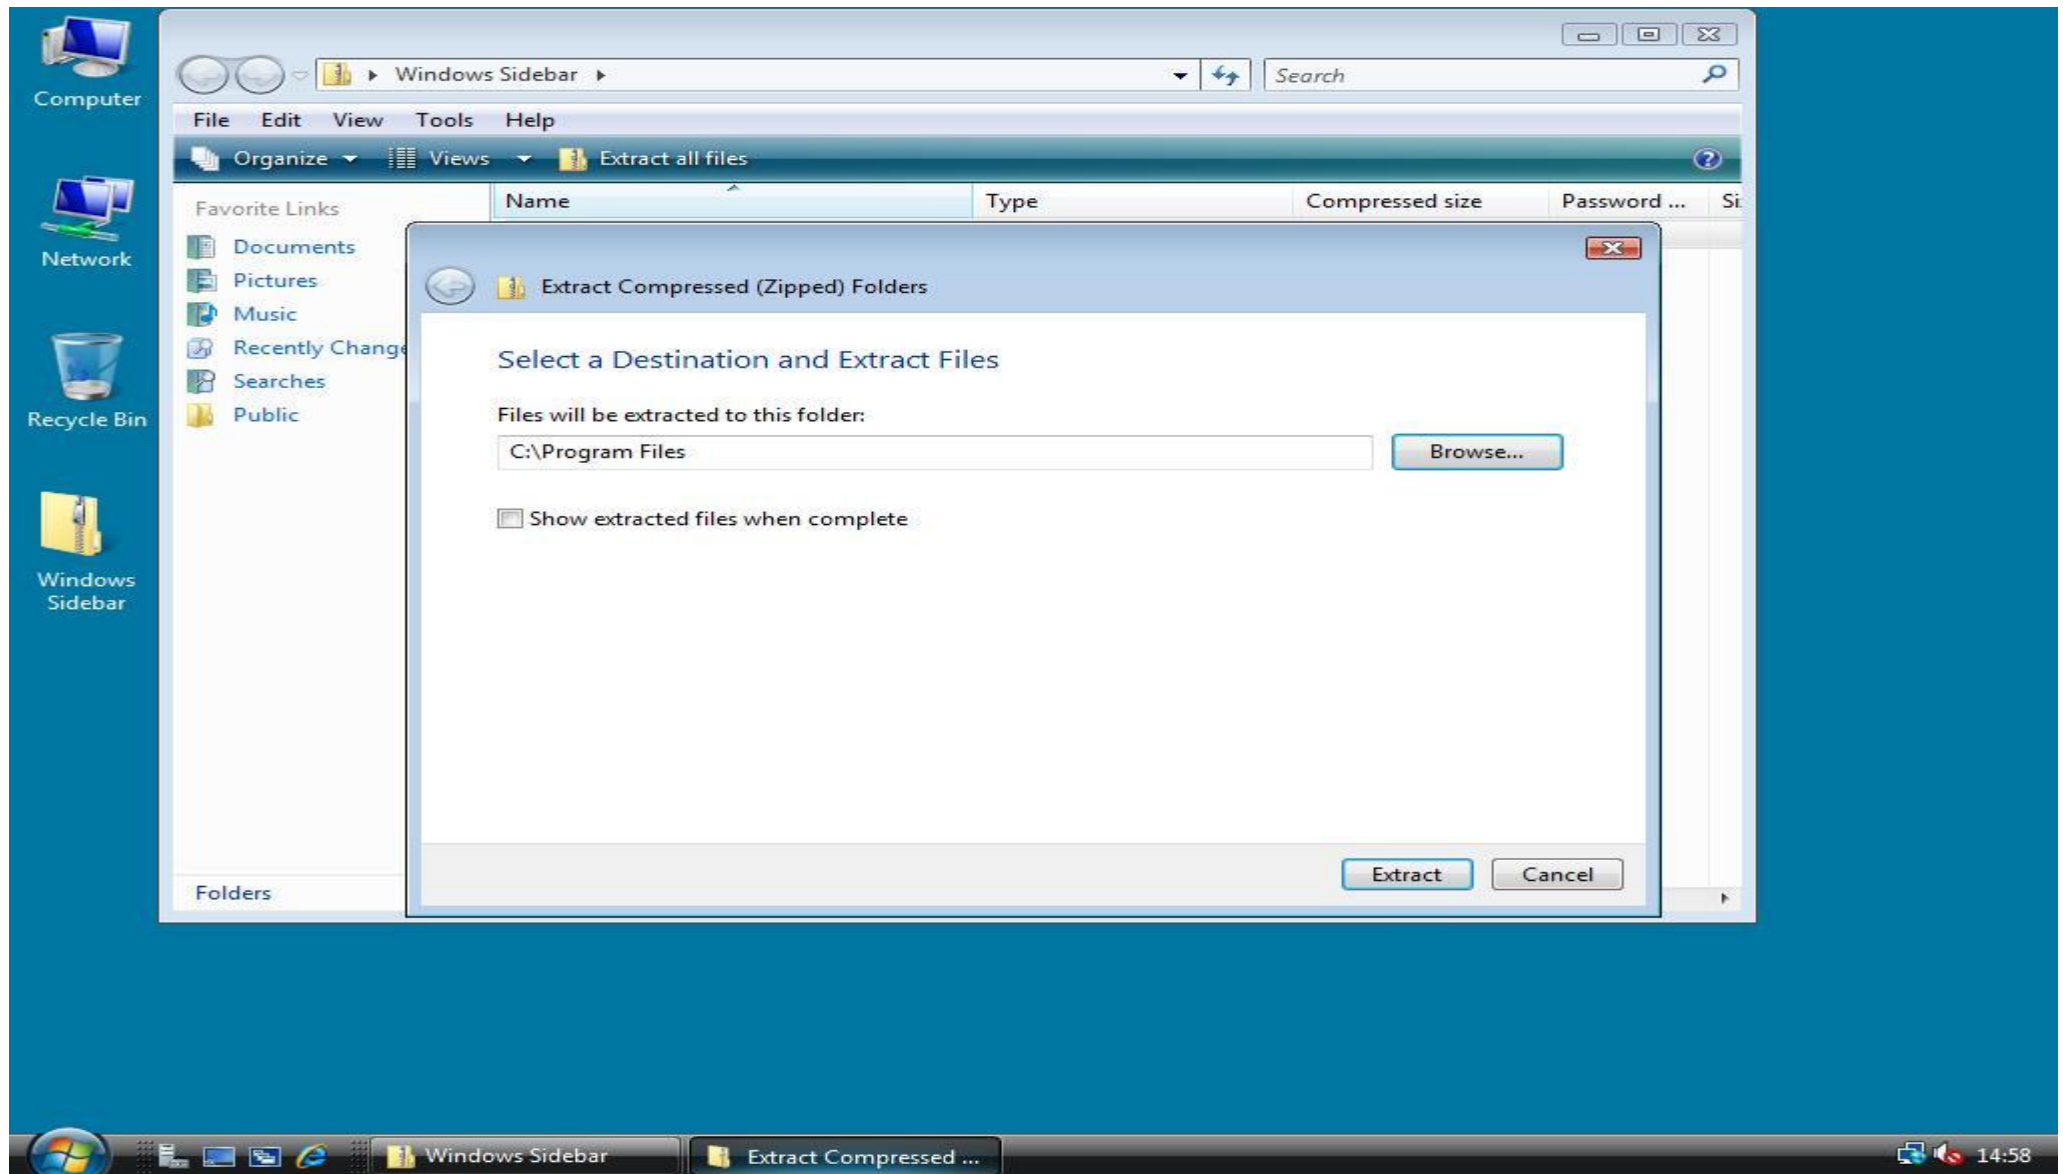 Computer
Network
Recycle Bin
Windows
Sidebar
Windows Sidebar
Search
File Edit View Tools Help
Organize Views Extract all files
Name Type Compressed size Password ... Si
Favorite Links
Documents
Pictures
Music
Recently Change
Searches
Public
Folders
Extract Compressed (Zipped) Folders
Select a Destination and Extract Files
Files will be extracted to this folder:
C:\Program Files Browse...
Show extracted files when complete
Extract Cancel
Windows Sidebar Extract Compressed ... 14:58